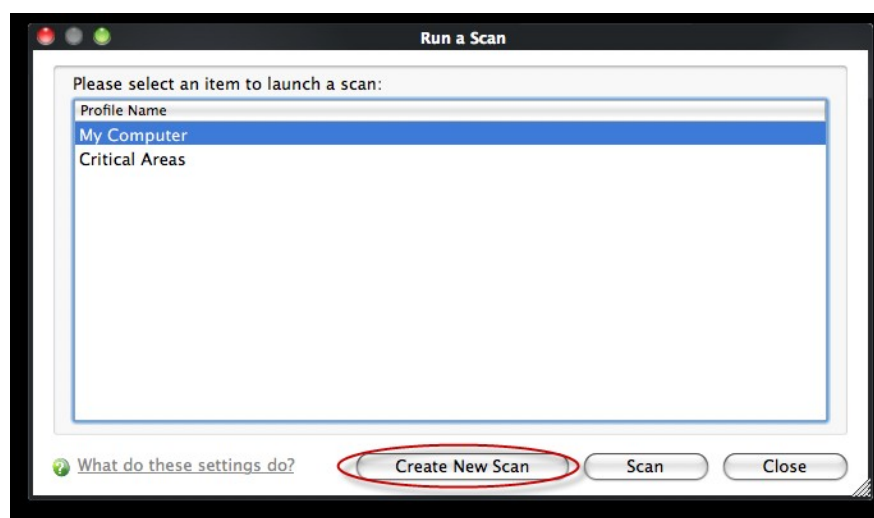 Run a Scan
Please select an item to launch a scan:
Profile Name
My Computer
Critical Areas
What do these settings do?
Create New Scan
Scan
Close